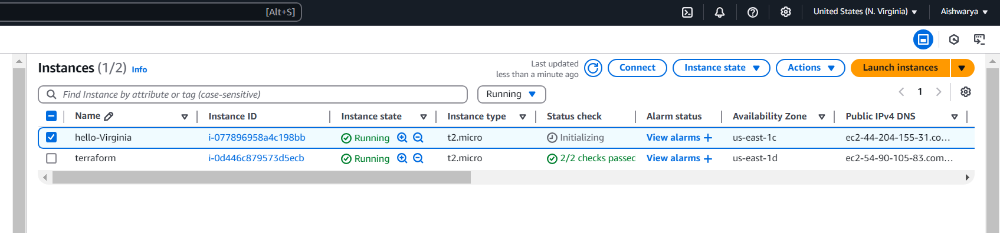 [Alt+S]
United States (N. Virginia)
Aishwarya
Instances (1/2) Info
Last updated
less than a minute ago
Connect
Instance state
Actions
Launch instances
Find Instance by attribute or tag (case-sensitive)
Running
1
Name Instance ID Instance state Instance type Status check Alarm status Availability Zone Public IPv4 DNS
hello-Virginia i-077896958a4c198bb Running t2.micro Initializing View alarms + us-east-1c ec2-44-204-155-31.co...
terraform i-0d446c879573d5ecb Running t2.micro 2/2 checks passed View alarms + us-east-1d ec2-54-90-105-83.com...